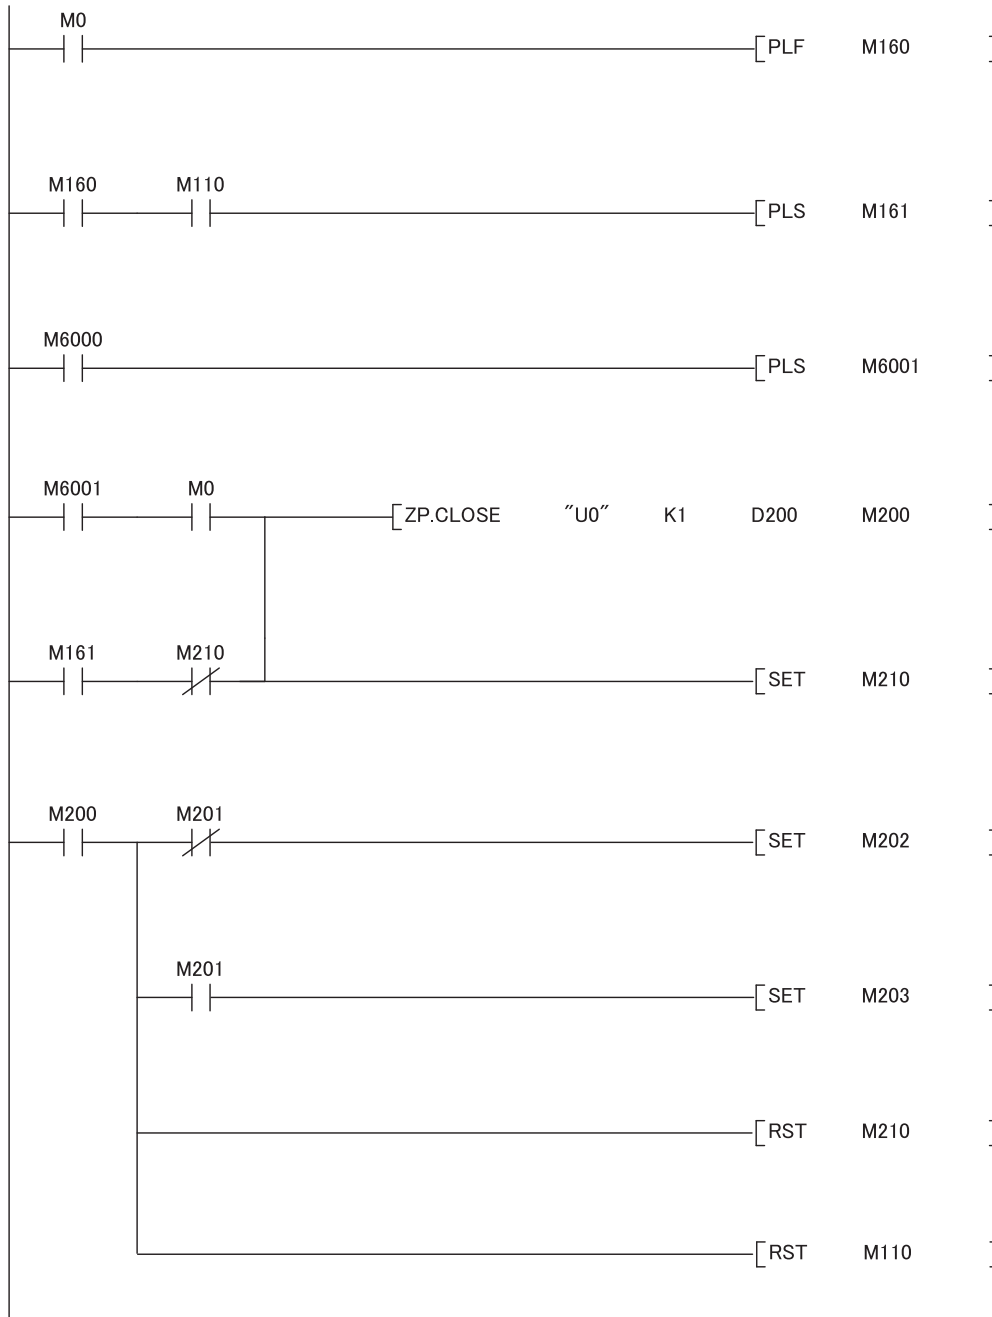 M0
[PLF M160 ]
M160 M110
[PLS M161 ]
M6000
[PLS M6001 ]
M6001 M0
[ZP.CLOSE "U0" K1 D200 M200 ]
M161 M210
[SET M210 ]
M200 M201
[SET M202 ]
M201
[SET M203 ]
[RST M210 ]
[RST M110 ]